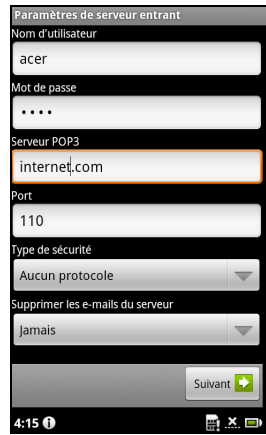 Paramètres de serveur entrant
Nom d'utilisateur
acer
Mot de passe
••••
Serveur POP3
internet.com
Port
110
Type de sécurité
Aucun protocole
Supprimer les e-mails du serveur
Jamais
Suivant
4:15